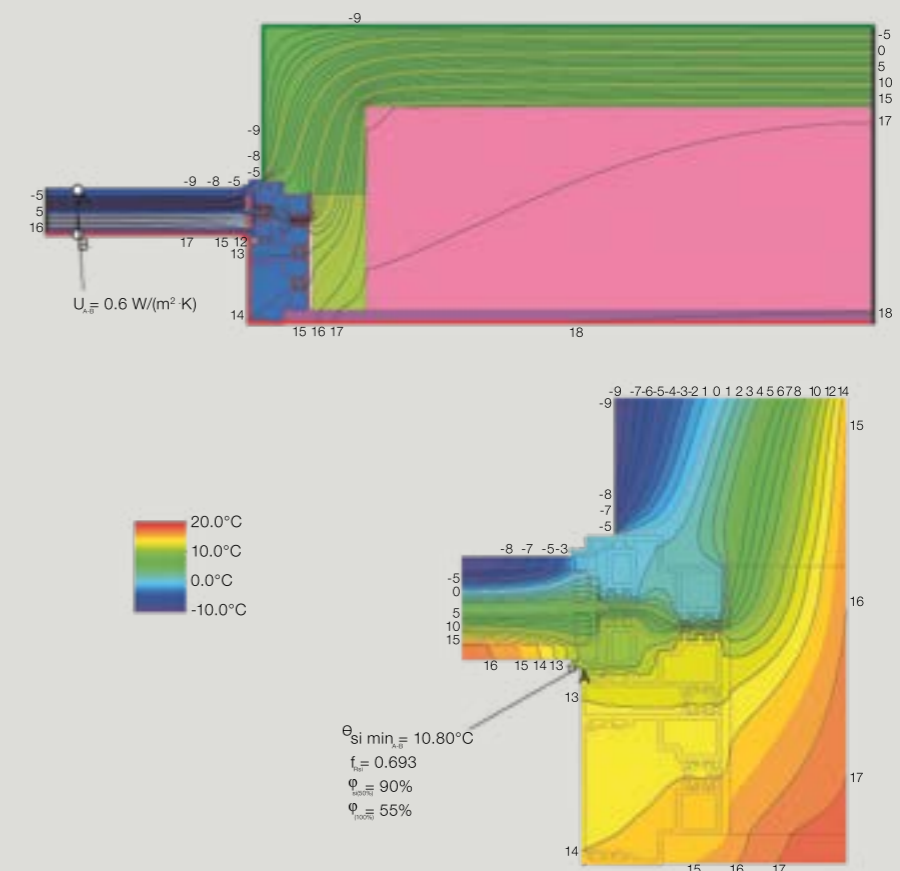 -9
-5
0
5
10
15
17
-9
-8
-5
-9 -8 -5
-5
5
16
17 15 12
13
U A-B = 0.6 W/(m² K)
14
15 16 17
18
18
-9 -7-6-5-4-3-2 1 0 1 2 3 4 5 6 7 8 10 12 14
-9
15
-8
-7
-5
20.0°C
10.0°C
0.0°C
-10.0°C
-8 -7 -5-3
-5
0
5
10
15
16
16 15 14 13
13
θsi min A-B = 10.80°C
fRsi = 0.693
φsi(50%) = 90%
φ(100%) = 55%
17
14
15 16 17